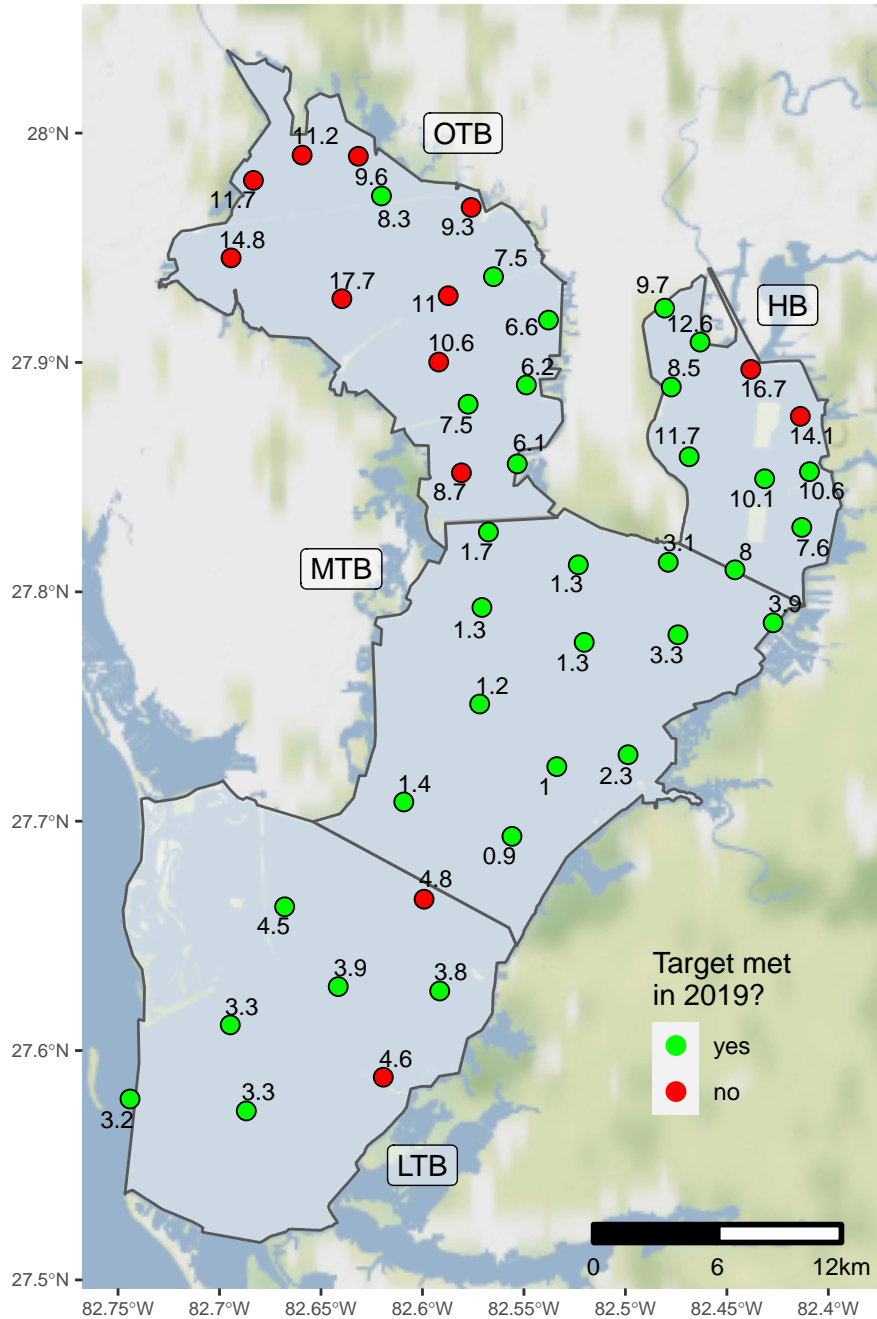 28°N
27.9°N
27.8°N
27.7°N
27.6°N
27.5°N
OTB
11.2
9.6
11.7
8.3
9.3
14.8
7.5
17.7
11
6.6
10.6
6.2
7.5
6.1
8.7
HB
9.7
12.6
8.5
16.7
11.7
14.1
10.1
10.6
7.6
8
MTB
1.7
1.3
3.1
3.9
1.3
1.3
3.3
1.2
1
2.3
1.4
0.9
4.8
4.5
3.9
3.8
3.3
4.6
3.2
3.3
LTB
Target met
in 2019?
yes
no
0 6 12km
82.75°W 82.7°W 82.65°W 82.6°W 82.55°W 82.5°W 82.45°W 82.4°W